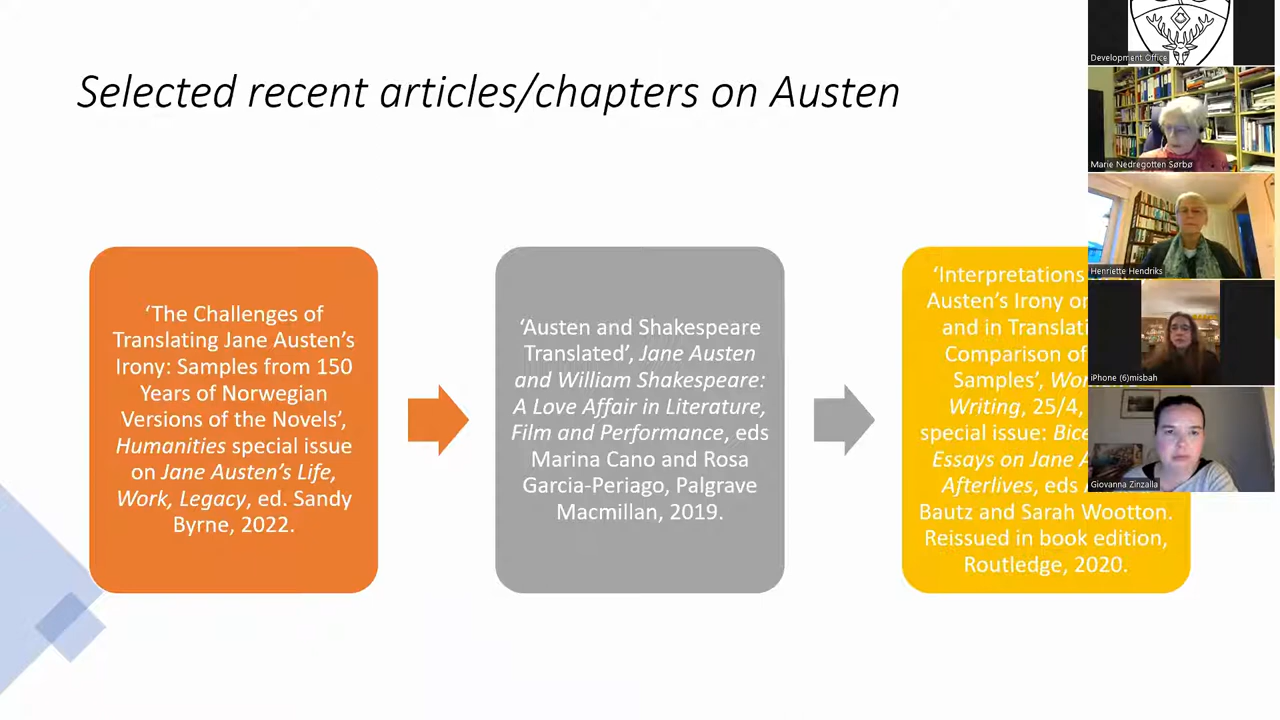 Selected recent articles/chapters on Austen
‘The Challenges of
Translating Jane Austen’s
Irony: Samples from 150
Years of Norwegian
Versions of the Novels’,
Humanities special issue
on Jane Austen’s Life,
Work, Legacy, ed. Sandy
Byrne, 2022.
‘Austen and Shakespeare
Translated’, Jane Austen
and William Shakespeare:
A Love Affair in Literature,
Film and Performance, eds
Marina Cano and Rosa
Garcia-Periago, Palgrave
Macmillan, 2019.
‘Interpretations
Austen’s Irony on
and in
Comparison of
Samples’,
Writing, 25/4,
special issue:
Essays on Jane
Afterlives, eds
Bautz and Sarah Wootton.
Reissued in book edition,
Routledge, 2020.
Development Office
Marie Nedregotten Sørbø
Henriette Hendriks
iPhone (6)misbah
Giovanna Zinzalla